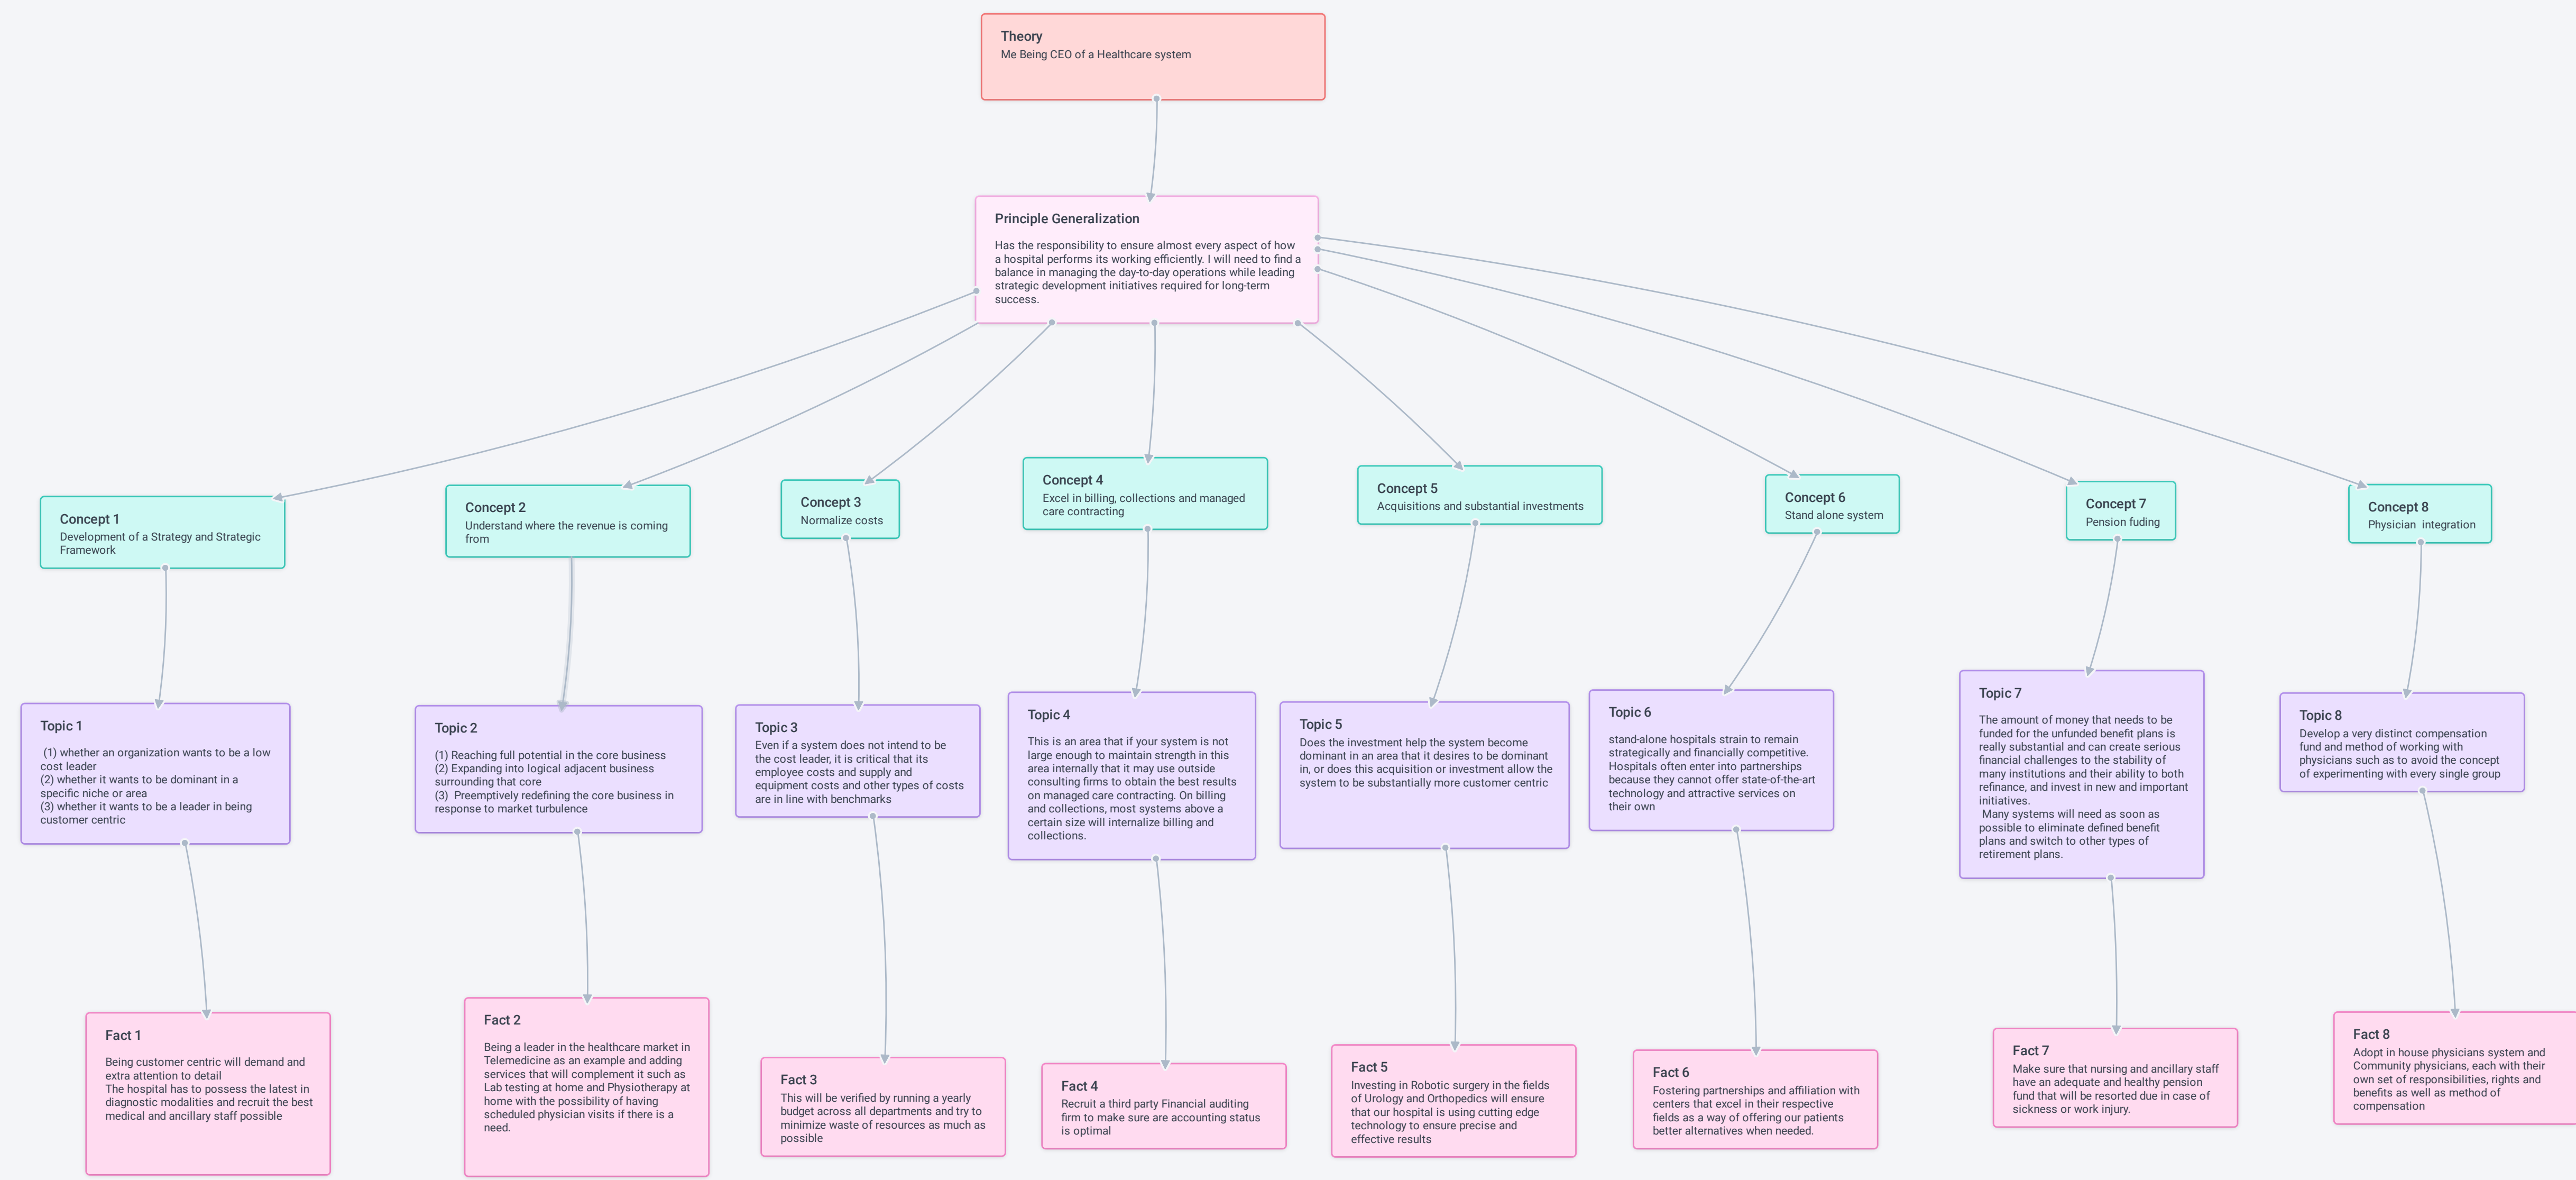 Theory
Me Being CEO of a Healthcare system
Principle Generalization
Has the responsibility to ensure almost every aspect of how
a hospital performs its working efficiently. I will need to find a
balance in managing the day-to-day operations while leading
strategic development initiatives required for long-term
success.
Concept 1
Development of a Strategy and Strategic
Framework
Concept 2
Understand where the revenue is coming
from
Concept 3
Normalize costs
Concept 4
Excel in billing, collections and managed
care contracting
Concept 5
Acquisitions and substantial investments
Concept 6
Stand alone system
Concept 7
Pension fuding
Concept 8
Physician  integration
Topic 1
(1) whether an organization wants to be a low
cost leader
(2) whether it wants to be dominant in a
specific niche or area
(3) whether it wants to be a leader in being
customer centric
Topic 2
(1) Reaching full potential in the core business
(2) Expanding into logical adjacent business
surrounding that core
(3)  Preemptively redefining the core business in
response to market turbulence
Topic 3
Even if a system does not intend to be
the cost leader, it is critical that its
employee costs and supply and
equipment costs and other types of costs
are in line with benchmarks
Topic 4
This is an area that if your system is not
large enough to maintain strength in this
area internally that it may use outside
consulting firms to obtain the best results
on managed care contracting. On billing
and collections, most systems above a
certain size will internalize billing and
collections.
Topic 5
Does the investment help the system become
dominant in an area that it desires to be dominant
in, or does this acquisition or investment allow the
system to be substantially more customer centric
Topic 6
stand-alone hospitals strain to remain
strategically and financially competitive.
Hospitals often enter into partnerships
because they cannot offer state-of-the-art
technology and attractive services on
their own
Topic 7
The amount of money that needs to be
funded for the unfunded benefit plans is
really substantial and can create serious
financial challenges to the stability of
many institutions and their ability to both
refinance, and invest in new and important
initiatives.
Many systems will need as soon as
possible to eliminate defined benefit
plans and switch to other types of
retirement plans.
Topic 8
Develop a very distinct compensation
fund and method of working with
physicians such as to avoid the concept
of experimenting with every single group
Fact 1
Being customer centric will demand and
extra attention to detail
The hospital has to possess the latest in
diagnostic modalities and recruit the best
medical and ancillary staff possible
Fact 2
Being a leader in the healthcare market in
Telemedicine as an example and adding
services that will complement it such as
Lab testing at home and Physiotherapy at
home with the possibility of having
scheduled physician visits if there is a
need.
Fact 3
This will be verified by running a yearly
budget across all departments and try to
minimize waste of resources as much as
possible
Fact 4
Recruit a third party Financial auditing
firm to make sure are accounting status
is optimal
Fact 5
Investing in Robotic surgery in the fields
of Urology and Orthopedics will ensure
that our hospital is using cutting edge
technology to ensure precise and
effective results
Fact 6
Fostering partnerships and affiliation with
centers that excel in their respective
fields as a way of offering our patients
better alternatives when needed.
Fact 7
Make sure that nursing and ancillary staff
have an adequate and healthy pension
fund that will be resorted due in case of
sickness or work injury.
Fact 8
Adopt in house physicians system and
Community physicians, each with their
own set of responsibilities, rights and
benefits as well as method of
compensation